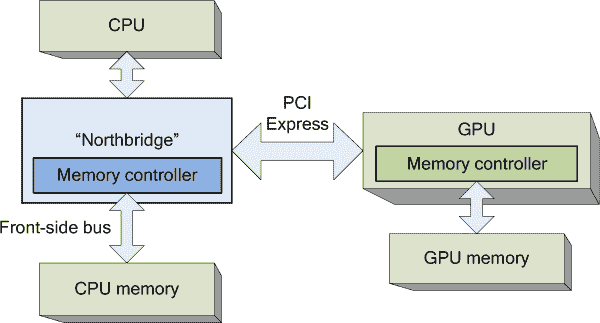 CPU
“Northbridge”
Memory controller
Front-side bus
CPU memory
PCI
Express
GPU
Memory controller
GPU memory